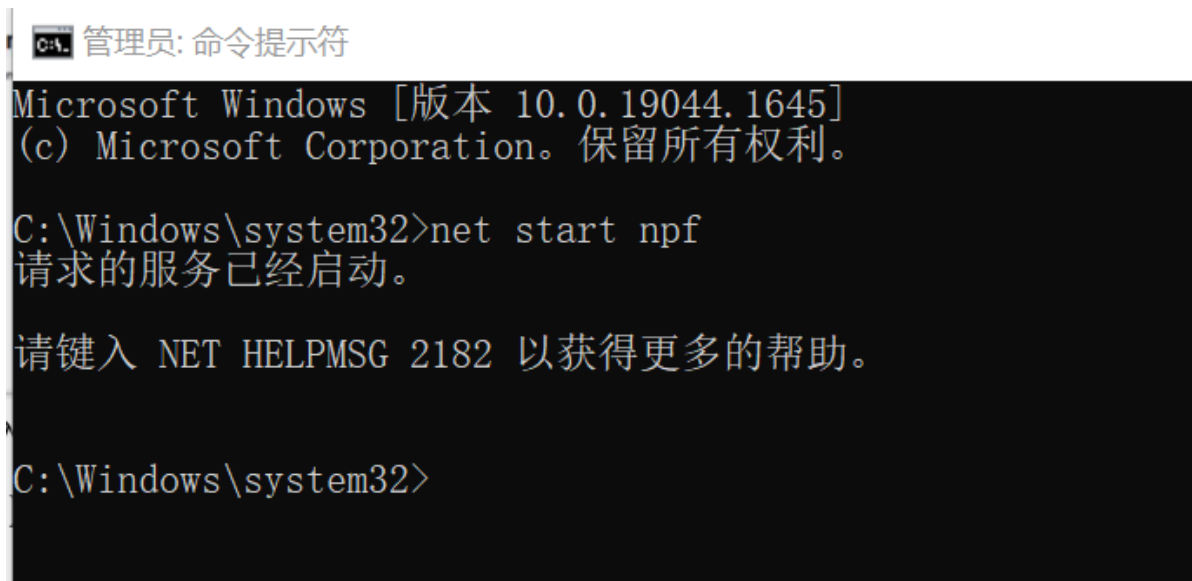 管理员: 命令提示符
Microsoft Windows [版本 10.0.19044.1645]
(c) Microsoft Corporation。保留所有权利。
C:\Windows\system32>net start npf
请求的服务已经启动。
请键入 NET HELPMSG 2182 以获得更多的帮助。
C:\Windows\system32>